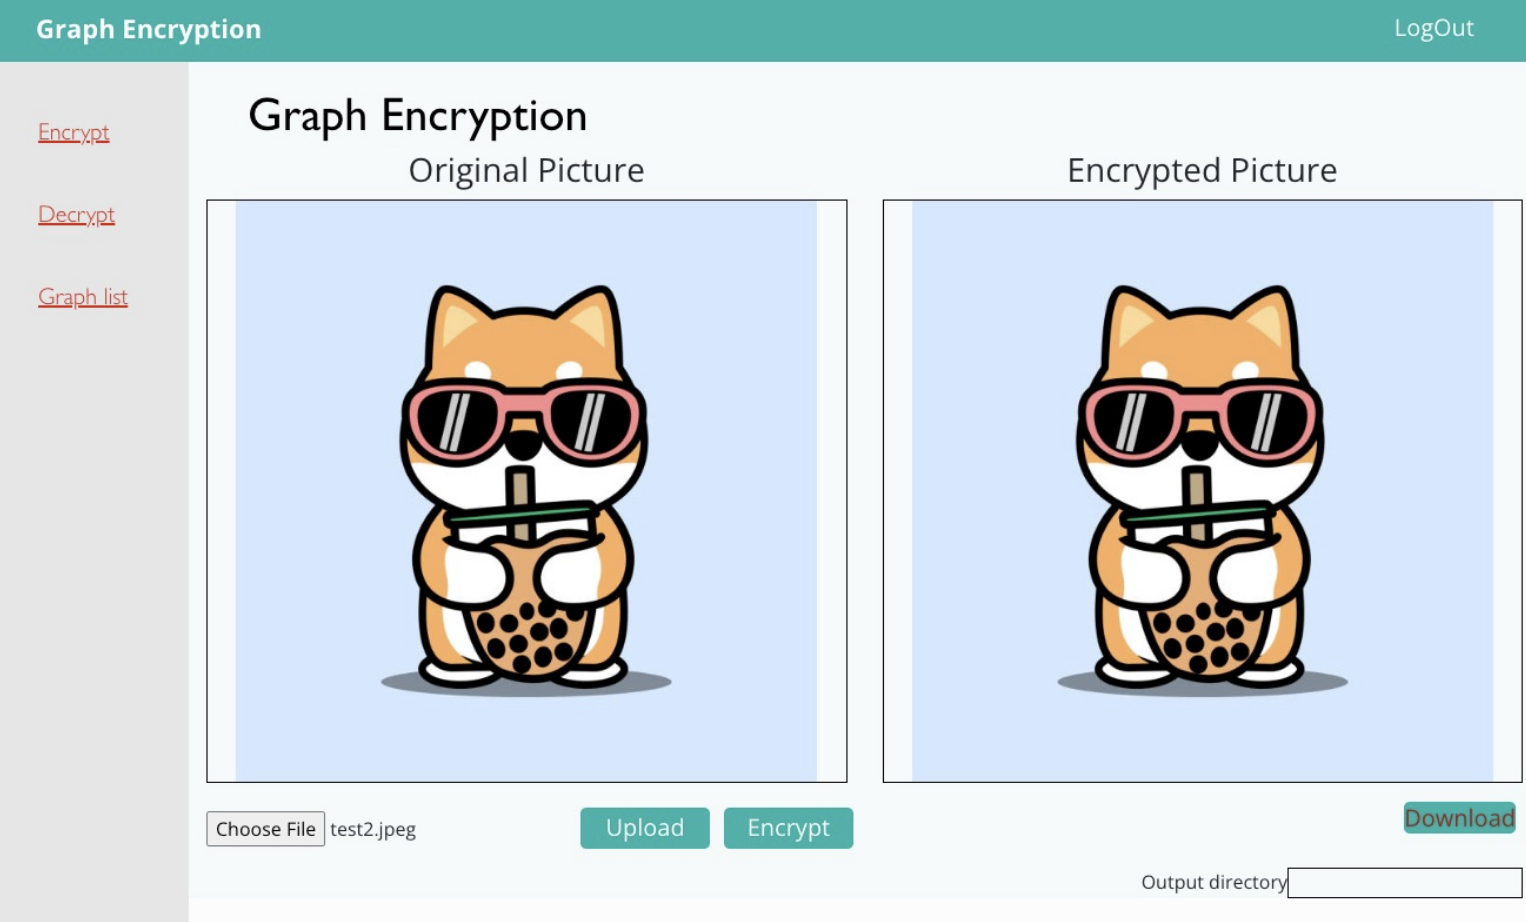 Graph Encryption
LogOut
Encrypt
Decrypt
Graph list
Graph Encryption
Original Picture
Encrypted Picture
Choose File test2.jpeg
Upload
Encrypt
Download
Output directory